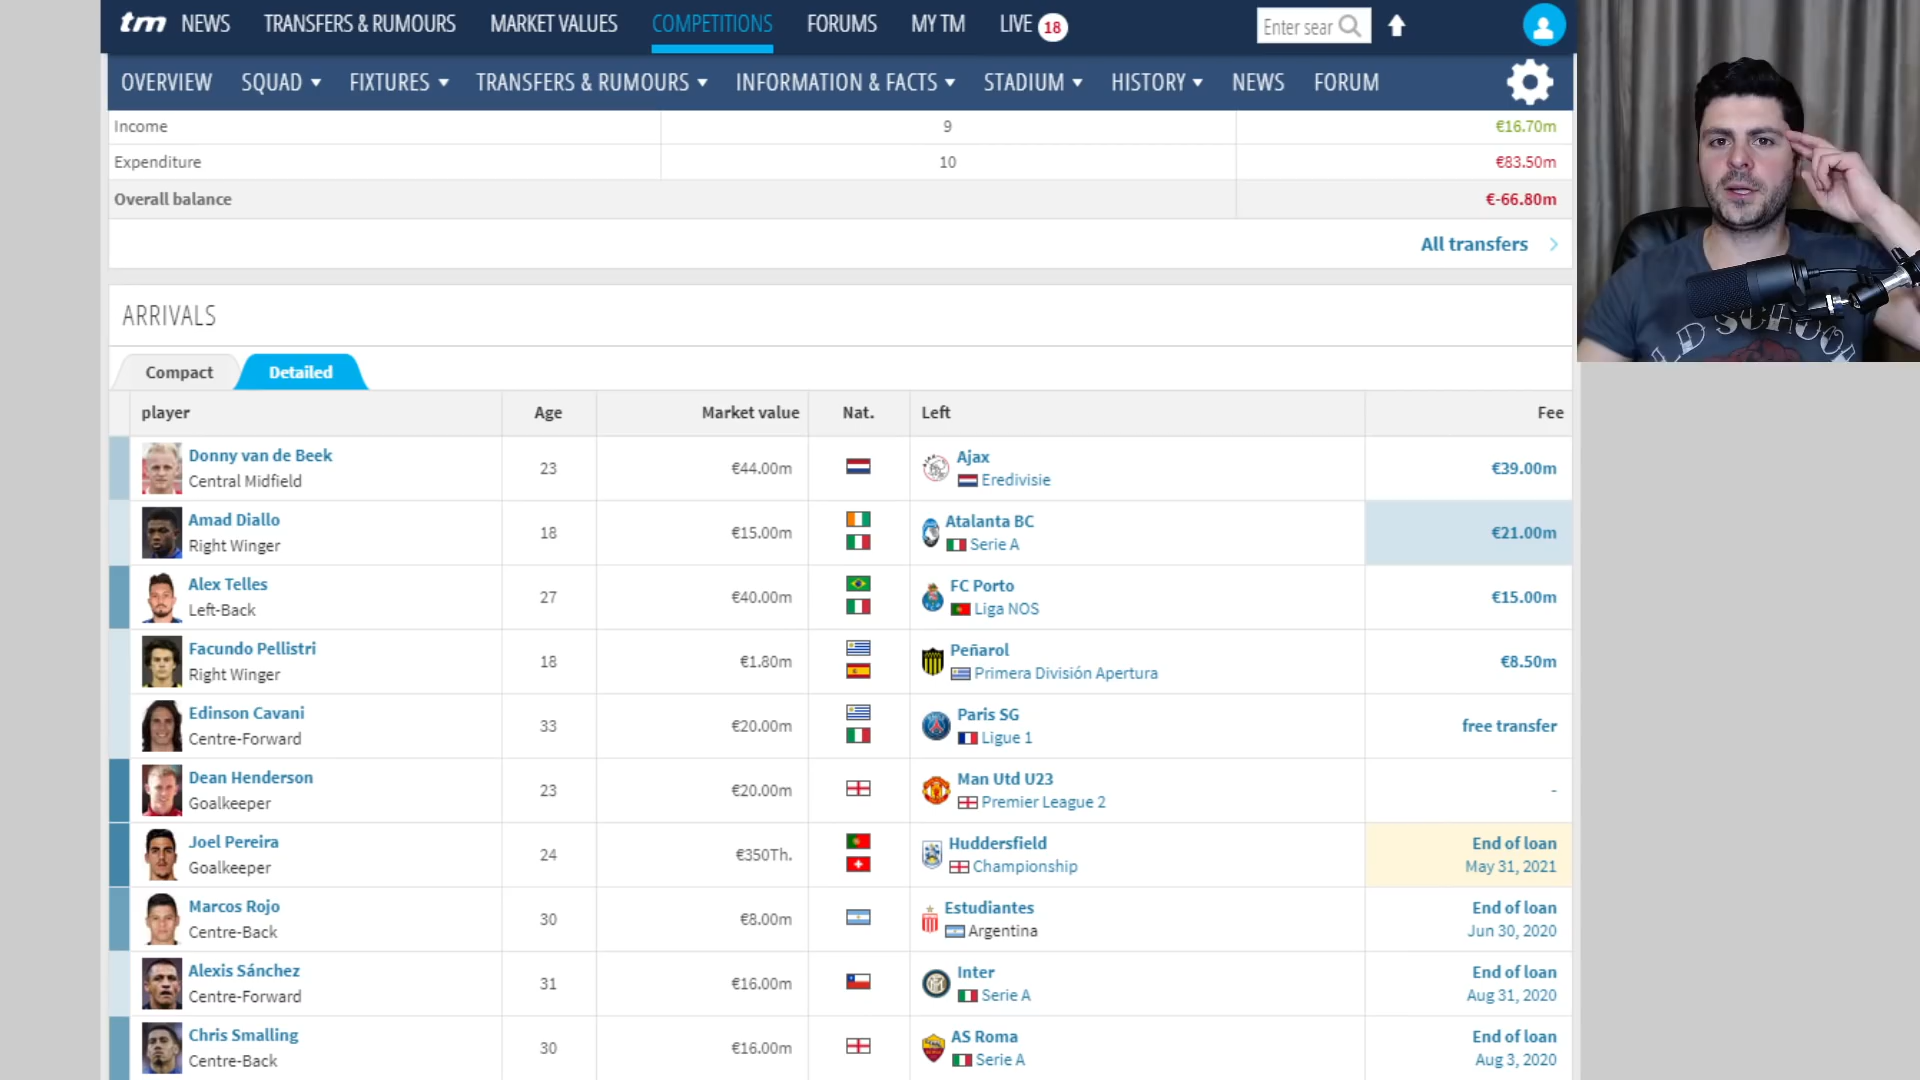 tm NEWS TRANSFERS & RUMOURS MARKET VALUES COMPETITIONS FORUMS MY TM LIVE 18 Enter sear
OVERVIEW SQUAD FIXTURES TRANSFERS & RUMOURS INFORMATION & FACTS STADIUM HISTORY NEWS FORUM
Income 9 €16.70m
Expenditure 10 €83.50m
Overall balance €-66.80m
All transfers
ARRIVALS
Compact Detailed
player Age Market value Nat. Left Fee
Donny van de Beek
Central Midfield
23 €44.00m
Ajax
Eredivisie
€39.00m
Amad Diallo
Right Winger
18 €15.00m
Atalanta BC
Serie A
€21.00m
Alex Telles
Left-Back
27 €40.00m
FC Porto
Liga NOS
€15.00m
Facundo Pellistri
Right Winger
18 €1.80m
Peñarol
Primera División Apertura
€8.50m
Edinson Cavani
Centre-Forward
33 €20.00m
Paris SG
Ligue 1
free transfer
Dean Henderson
Goalkeeper
23 €20.00m
Man Utd U23
Premier League 2
-
Joel Pereira
Goalkeeper
24 €350Th.
Huddersfield
Championship
End of loan
May 31, 2021
Marcos Rojo
Centre-Back
30 €8.00m
Estudiantes
Argentina
End of loan
Jun 30, 2020
Alexis Sánchez
Centre-Forward
31 €16.00m
Inter
Serie A
End of loan
Aug 31, 2020
Chris Smalling
Centre-Back
30 €16.00m
AS Roma
Serie A
End of loan
Aug 3, 2020